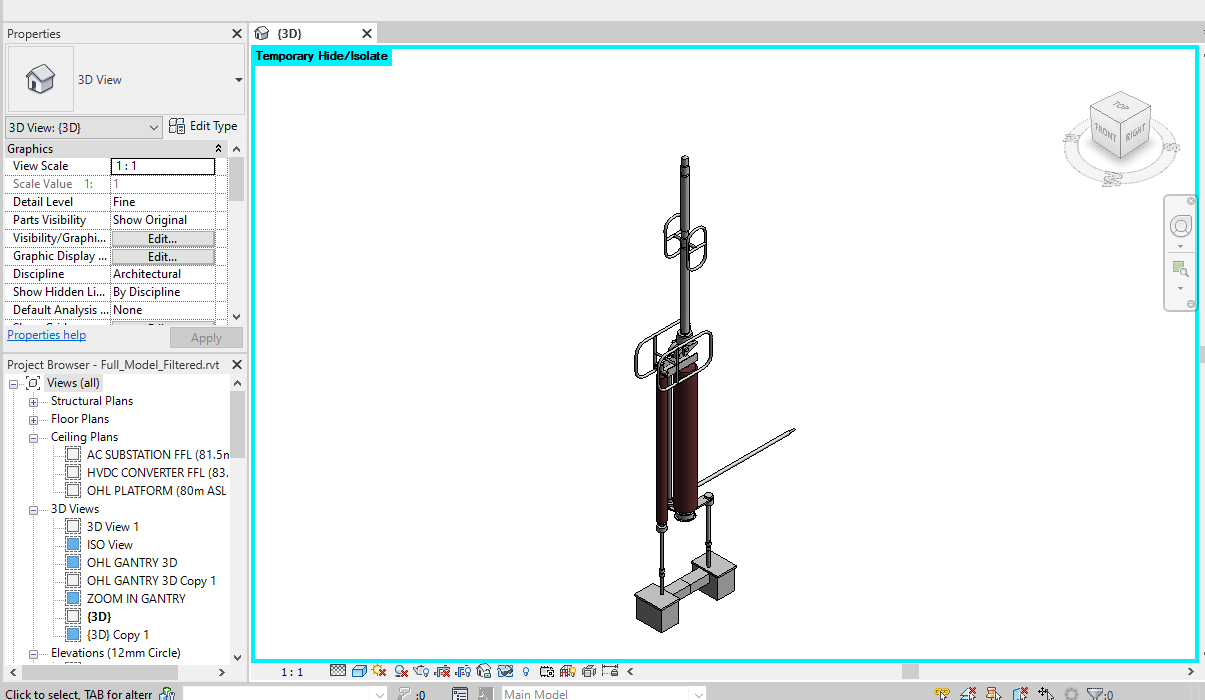 Properties
{3D}
Temporary Hide/Isolate
3D View
3D View: {3D}
Edit Type
Graphics
View Scale 1 : 1
Scale Value 1: 1
Detail Level Fine
Parts Visibility Show Original
Visibility/Graphi... Edit...
Graphic Display ... Edit...
Discipline Architectural
Show Hidden Li... By Discipline
Default Analysis ... None
Properties help
Apply
Project Browser - Full_Model_Filtered.rvt
Views (all)
Structural Plans
Floor Plans
Ceiling Plans
AC SUBSTATION FFL (81.5m
HVDC CONVERTER FFL (83.
OHL PLATFORM (80m ASL
3D Views
3D View 1
ISO View
OHL GANTRY 3D
OHL GANTRY 3D Copy 1
ZOOM IN GANTRY
{3D}
{3D} Copy 1
Elevations (12mm Circle)
TOP
FRONT
RIGHT
1 : 1
Click to select, TAB for altern
:0
Main Model
:0